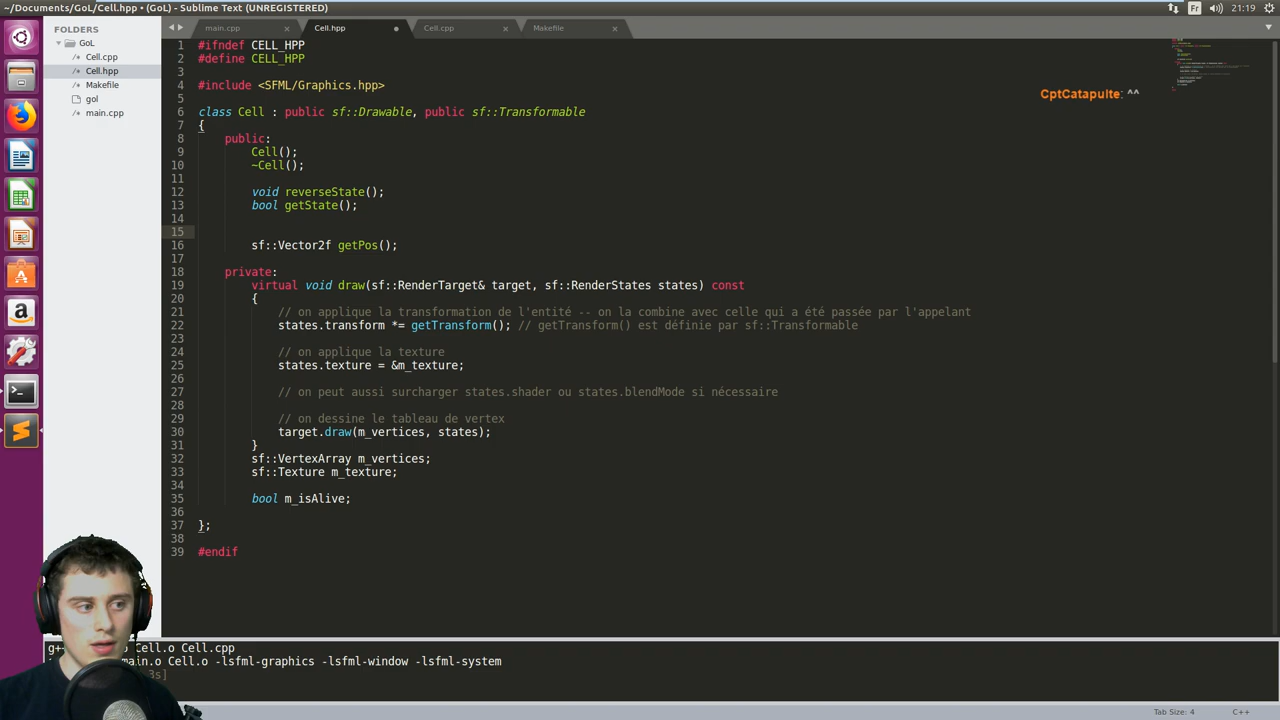 ~/Documents/GoL/Cell.hpp • (GoL) - Sublime Text (UNREGISTERED)
Fr
21:19
FOLDERS
GoL
Cell.cpp
Cell.hpp
Makefile
gol
main.cpp
main.cpp
Cell.hpp
Cell.cpp
Makefile
CptCatapulte: ^^
1 #ifndef CELL_HPP
2 #define CELL_HPP
3
4 #include <SFML/Graphics.hpp>
5
6 class Cell : public sf::Drawable, public sf::Transformable
7 {
8 public:
9 Cell();
10 ~Cell();
11
12 void reverseState();
13 bool getState();
14
15
16 sf::Vector2f getPos();
17
18 private:
19 virtual void draw(sf::RenderTarget& target, sf::RenderStates states) const
20 {
21 // on applique la transformation de l'entité -- on la combine avec celle qui a été passée par l'appelant
22 states.transform *= getTransform(); // getTransform() est définie par sf::Transformable
23
24 // on applique la texture
25 states.texture = &m_texture;
26
27 // on peut aussi surcharger states.shader ou states.blendMode si nécessaire
28
29 // on dessine le tableau de vertex
30 target.draw(m_vertices, states);
31 }
32 sf::VertexArray m_vertices;
33 sf::Texture m_texture;
34
35 bool m_isAlive;
36
37 };
38
39 #endif
g++ Cell.o Cell.cpp
main.o Cell.o -lsfml-graphics -lsfml-window -lsfml-system
3s]
Tab Size: 4
C++